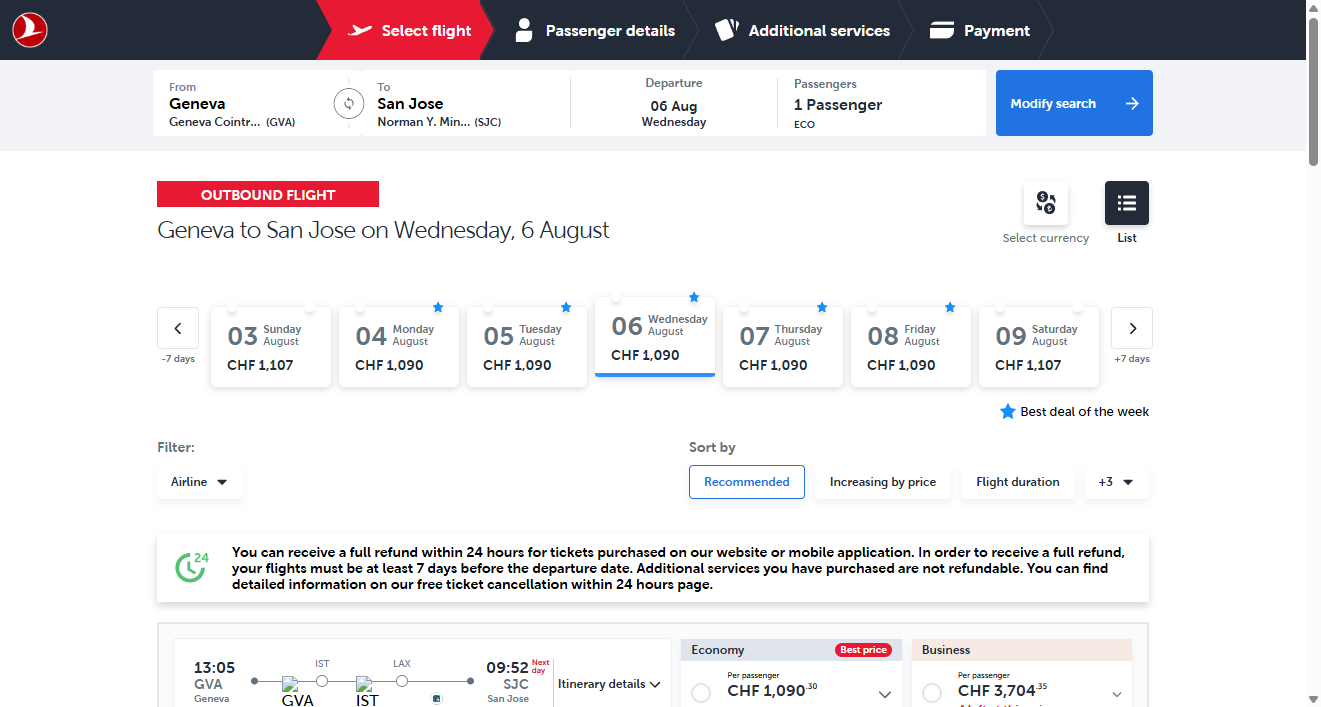 Select flight
Passenger details
Additional services
Payment
From
Geneva
Geneva Cointr... (GVA)
To
San Jose
Norman Y. Min... (SJC)
Departure
06 Aug
Wednesday
Passengers
1 Passenger
ECO
Modify search
OUTBOUND FLIGHT
Geneva to San Jose on Wednesday, 6 August
Select currency
List
-7 days
03 Sunday August
CHF 1,107
04 Monday August
CHF 1,090
05 Tuesday August
CHF 1,090
06 Wednesday August
CHF 1,090
07 Thursday August
CHF 1,090
08 Friday August
CHF 1,090
09 Saturday August
CHF 1,107
+7 days
Best deal of the week
Filter:
Airline
Sort by
Recommended
Increasing by price
Flight duration
+3
24
You can receive a full refund within 24 hours for tickets purchased on our website or mobile application. In order to receive a full refund,
your flights must be at least 7 days before the departure date. Additional services you have purchased are not refundable. You can find
detailed information on our free ticket cancellation within 24 hours page.
13:05
GVA
Geneva
IST
LAX
GVA
IST
09:52 Next day
SJC
San Jose
Itinerary details
Economy
Best price
Per passenger
CHF 1,090.30
Business
Per passenger
CHF 3,704.35